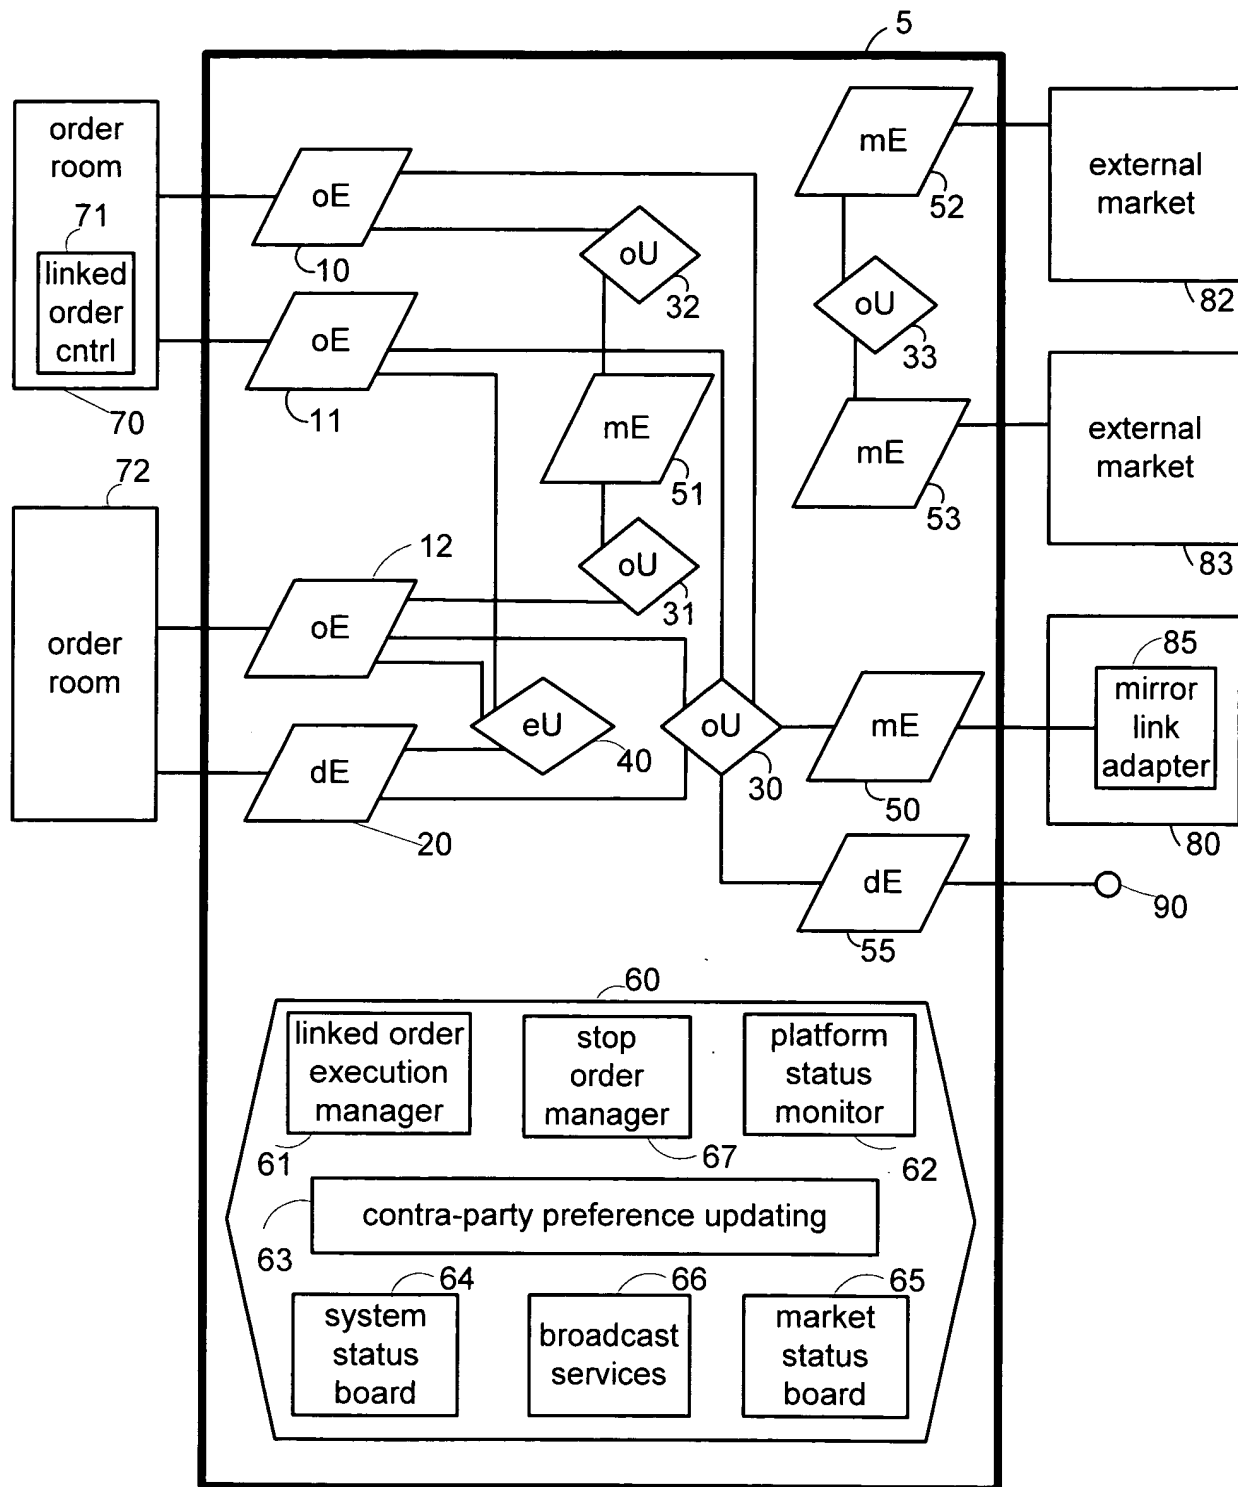 5
order
room
71
linked
order
cntrl
70
oE
10
oE
11
oU
32
mE
51
oU
31
mE
52
oU
33
mE
53
external
market
82
external
market
83
72
order
room
12
oE
dE
20
eU
40
oU
30
mE
50
dE
55
85
mirror
link
adapter
80
90
60
linked order
execution
manager
61
stop
order
manager
67
platform
status
monitor
62
contra-party preference updating
63
64
system
status
board
66
broadcast
services
65
market
status
board